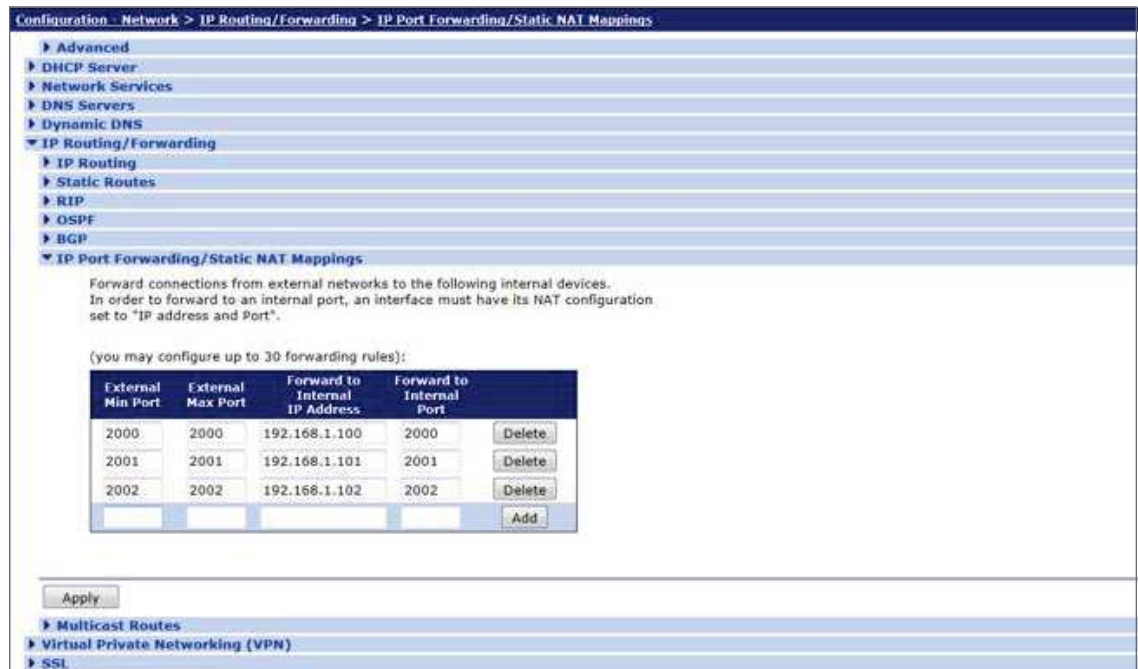 Configuration - Network > IP Routing/Forwarding > IP Port Forwarding/Static NAT Mappings
Advanced
DHCP Server
Network Services
DNS Servers
Dynamic DNS
IP Routing/Forwarding
IP Routing
Static Routes
RIP
OSPF
BGP
IP Port Forwarding/Static NAT Mappings
Forward connections from external networks to the following internal devices.
In order to forward to an internal port, an interface must have its NAT configuration
set to "IP address and Port".
(you may configure up to 30 forwarding rules):
External Min Port External Max Port Forward to Internal IP Address Forward to Internal Port
2000 2000 192.168.1.100 2000 Delete
2001 2001 192.168.1.101 2001 Delete
2002 2002 192.168.1.102 2002 Delete
Add
Apply
Multicast Routes
Virtual Private Networking (VPN)
SSL